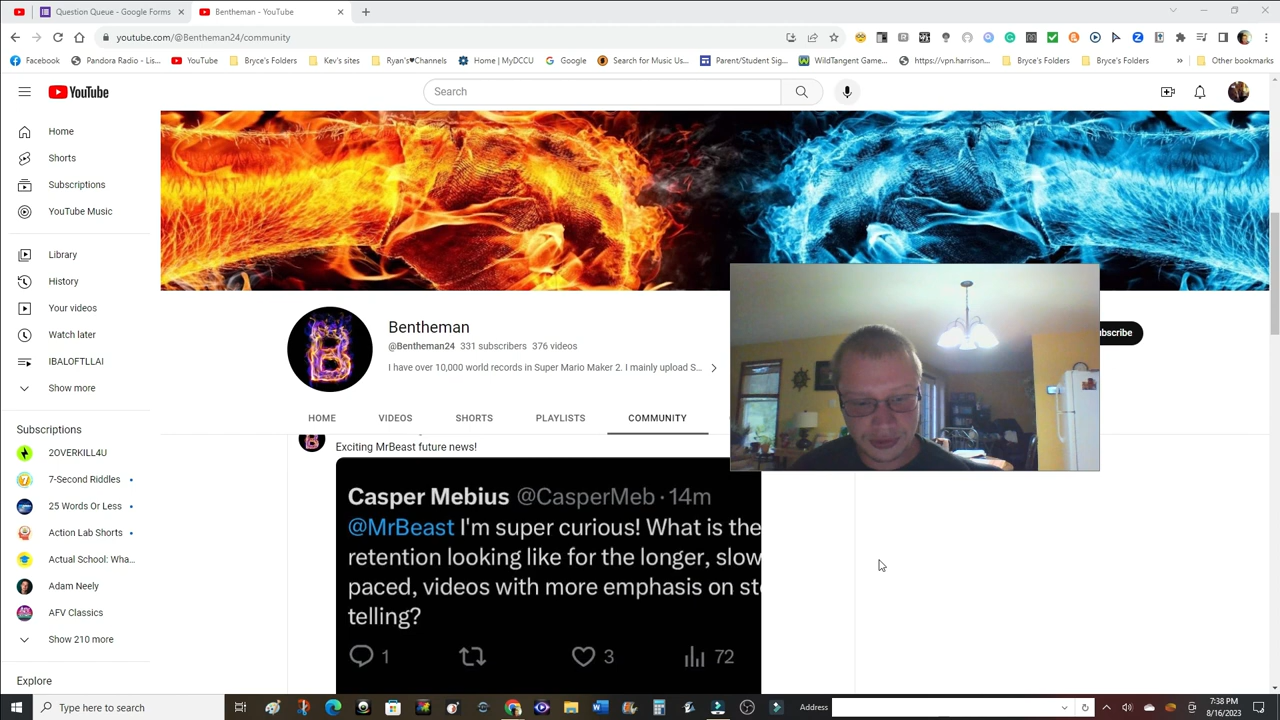 Question Queue - Google Forms
Bentheman - YouTube
youtube.com/@Bentheman24/community
Facebook
Pandora Radio - Lis...
YouTube
Bryce's Folders
Kev's sites
Ryan's♥Channels
Home | MyDCCU
Google
Search for Music Us...
Parent/Student Sig...
WildTangent Game...
https://vpn.harrison...
Bryce's Folders
Bryce's Folders
»
Other bookmarks
YouTube
Search
Home
Shorts
Subscriptions
YouTube Music
Library
History
Your videos
Watch later
IBALOFTLLAI
Show more
Subscriptions
2OVERKILL4U
7-Second Riddles
25 Words Or Less
Action Lab Shorts
Actual School: Wha...
Adam Neely
AFV Classics
Show 210 more
Explore
B
Bentheman
@Bentheman24 331 subscribers 376 videos
I have over 10,000 world records in Super Mario Maker 2. I mainly upload S...
HOME VIDEOS SHORTS PLAYLISTS COMMUNITY
Exciting MrBeast future news!
Casper Mebius @CasperMeb · 14m
@MrBeast I'm super curious! What is the
retention looking like for the longer, slow
paced, videos with more emphasis on st
telling?
1 3 72
Type here to search
Address
7:38 PM
8/16/2023